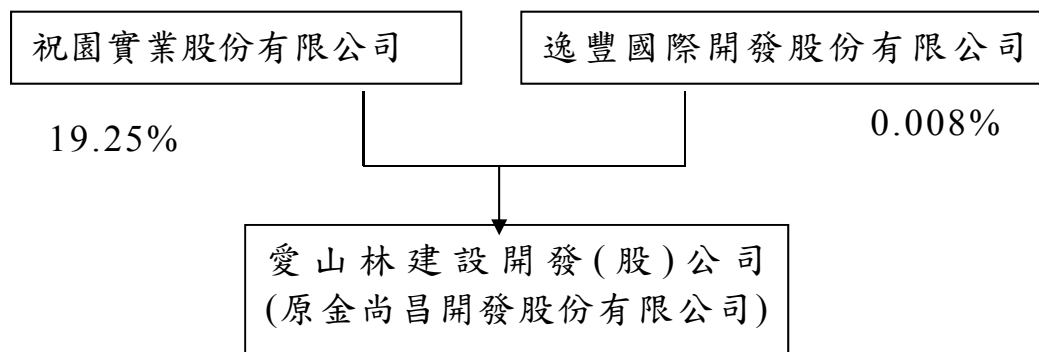 祝園實業股份有限公司
逸豐國際開發股份有限公司
19.25%
0.008%
愛山林建設開發(股)公司
(原金尚昌開發股份有限公司)